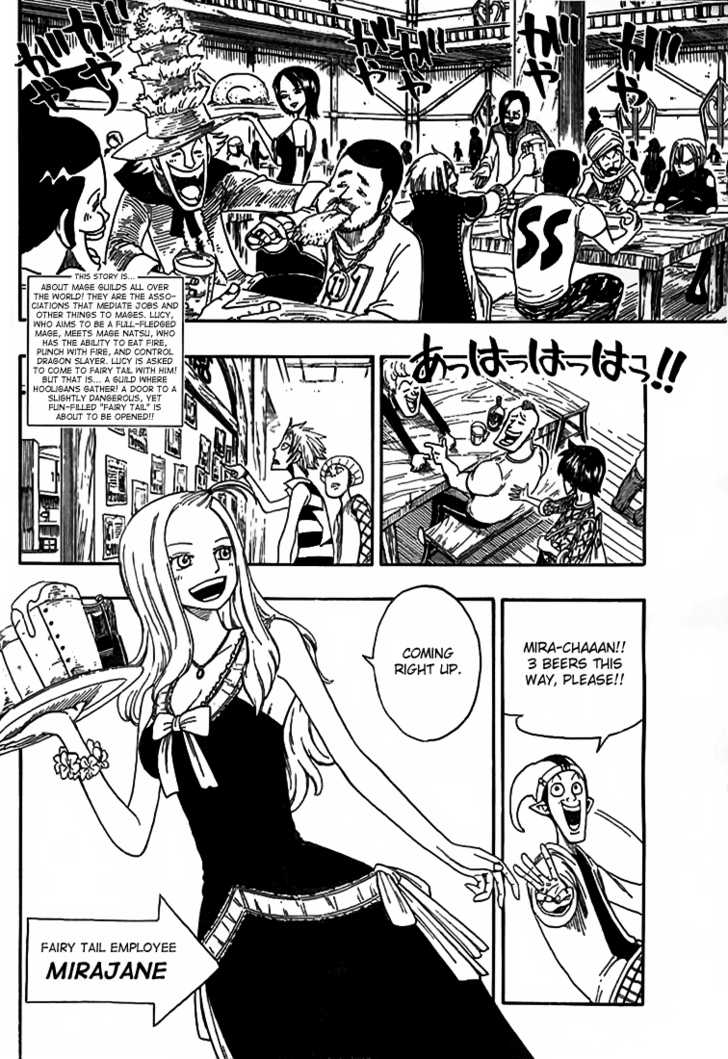 ガヤ
ガヤ
ガヤ
ガヤ
ガヤ
THIS STORY IS...
ABOUT MAGE GUILDS ALL OVER
THE WORLD! THEY ARE THE ASSO-
CIATIONS THAT MEDIATE JOBS AND
OTHER THINGS TO MAGES. LUCY,
WHO AIMS TO BE A FULL-FLEDGED
MAGE, MEETS MAGE NATSU, WHO
HAS THE ABILITY TO EAT FIRE,
PUNCH WITH FIRE, AND CONTROL
DRAGON SLAYER. LUCY IS ASKED
TO COME TO FAIRY TAIL WITH HIM!
BUT THAT IS... A GUILD WHERE
HOOLIGANS GATHER! A DOOR TO A
SLIGHTLY DANGEROUS, YET
FUN-FILLED "FAIRY TAIL" IS
ABOUT TO BE OPENED!!
11
SS
あっはっはっはっ!!
MIRA-CHAAAN!!
3 BEERS THIS
WAY, PLEASE!!
COMING
RIGHT UP.
FAIRY TAIL EMPLOYEE
MIRAJANE